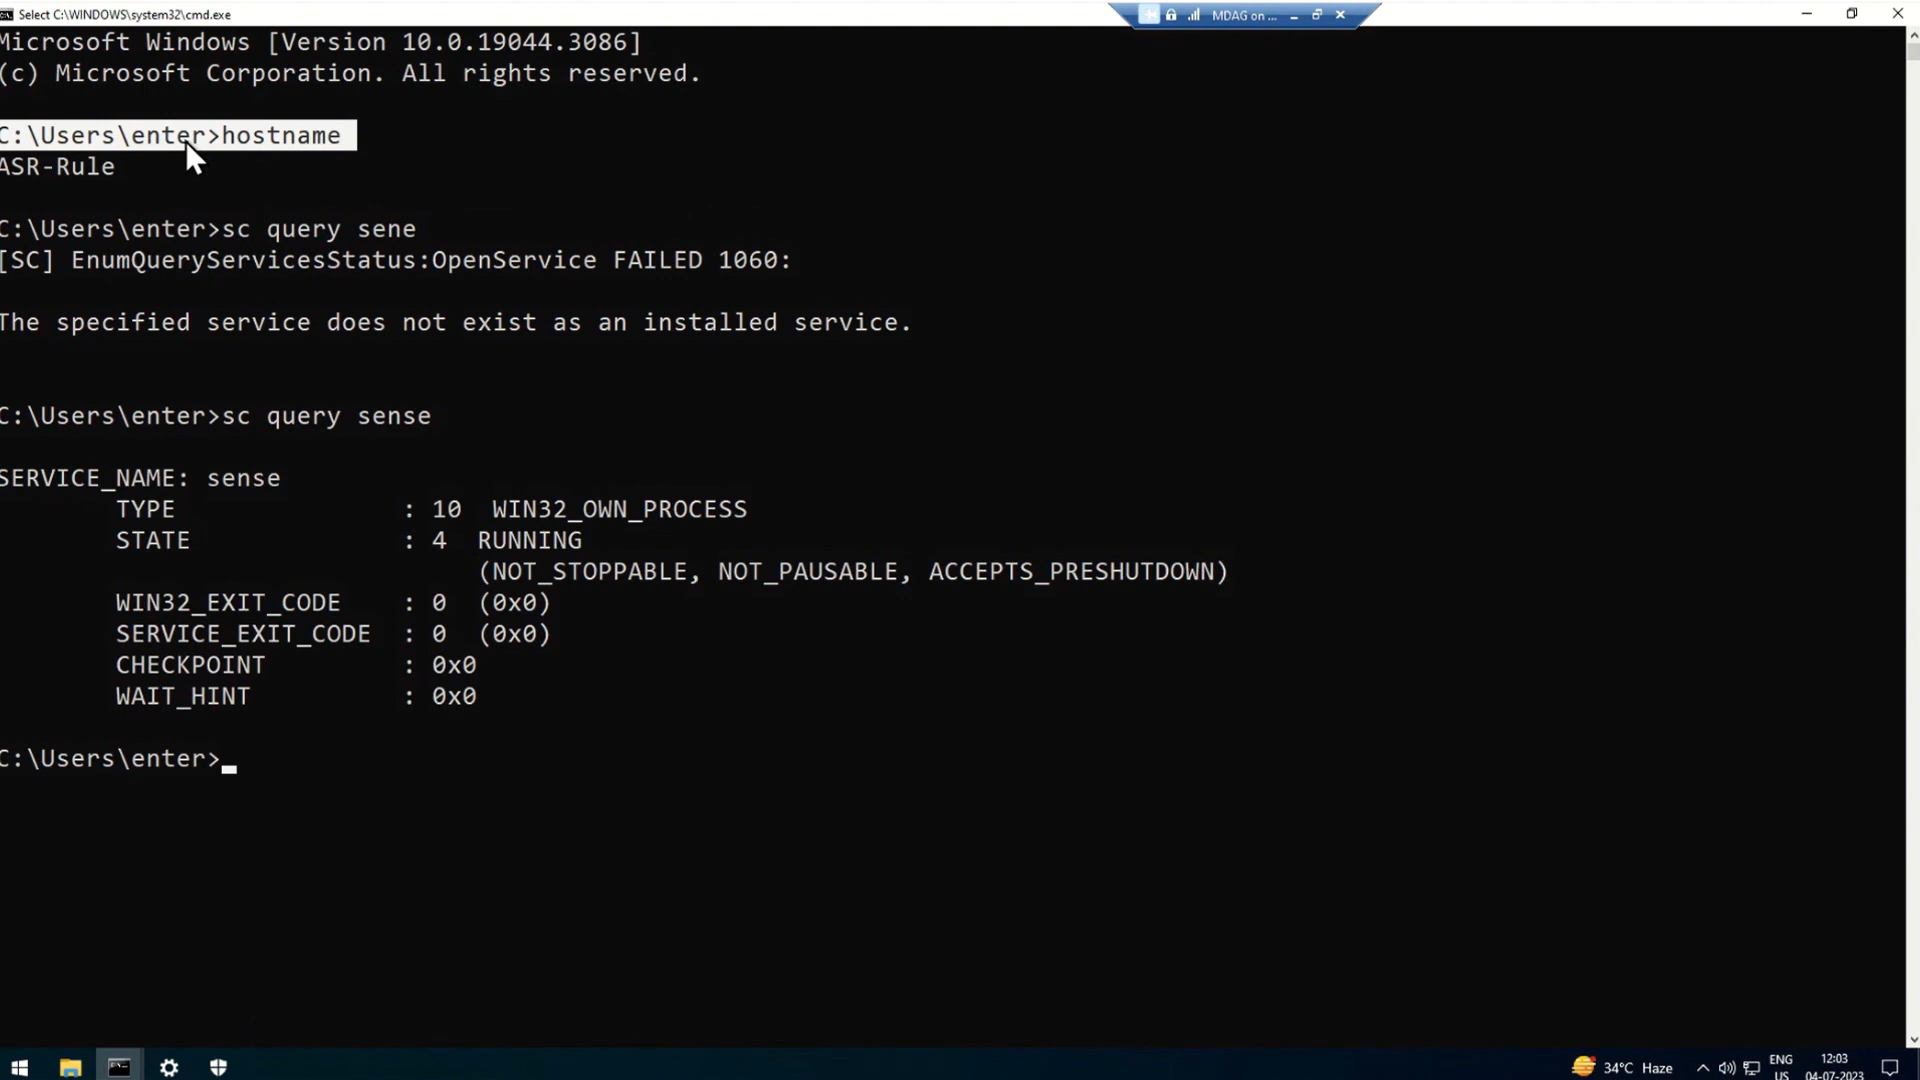 Select C:\WINDOWS\system32\cmd.exe
MDAG on ...
Microsoft Windows [Version 10.0.19044.3086]
(c) Microsoft Corporation. All rights reserved.
C:\Users\enter>hostname
ASR-Rule
C:\Users\enter>sc query sene
[SC] EnumQueryServicesStatus:OpenService FAILED 1060:
The specified service does not exist as an installed service.
C:\Users\enter>sc query sense
SERVICE_NAME: sense
TYPE : 10 WIN32_OWN_PROCESS
STATE : 4 RUNNING
(NOT_STOPPABLE, NOT_PAUSABLE, ACCEPTS_PRESHUTDOWN)
WIN32_EXIT_CODE : 0 (0x0)
SERVICE_EXIT_CODE : 0 (0x0)
CHECKPOINT : 0x0
WAIT_HINT : 0x0
C:\Users\enter>
34°C Haze
ENG
US
12:03
04-07-2023